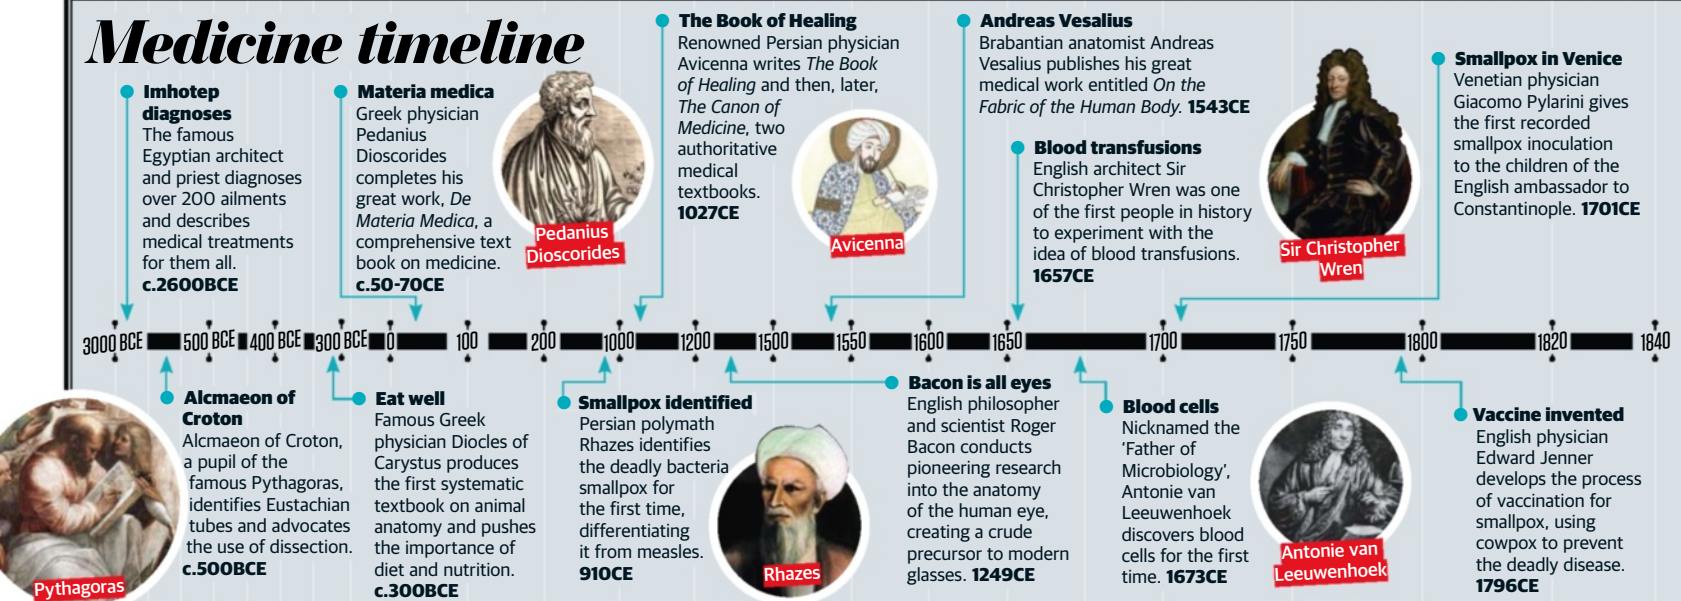 Medicine timeline
Imhotep
diagnoses
The famous
Egyptian architect
and priest diagnoses
over 200 ailments
and describes
medical treatments
for them all.
c.2600BCE
Materia medica
Greek physician
Pedanius
Dioscorides
completes his
great work, De
Materia Medica, a
comprehensive text
book on medicine.
c.50-70CE
Pedanius
Dioscorides
The Book of Healing
Renowned Persian physician
Avicenna writes The Book
of Healing and then, later,
The Canon of
Medicine, two
authoritative
medical
textbooks.
1027CE
Avicenna
Andreas Vesalius
Brabantian anatomist Andreas
Vesalius publishes his great
medical work entitled On the
Fabric of the Human Body. 1543CE
Blood transfusions
English architect Sir
Christopher Wren was one
of the first people in history
to experiment with the
idea of blood transfusions.
1657CE
Sir Christopher
Wren
Smallpox in Venice
Venetian physician
Giacomo Pylarini gives
the first recorded
smallpox inoculation
to the children of the
English ambassador to
Constantinople. 1701CE
3000 BCE 500 BCE 400 BCE 300 BCE 0 100 200 1000 1200 1500 1550 1600 1650 1700 1750 1800 1820 1840
Pythagoras
Alcmaeon of
Croton
Alcmaeon of Croton,
a pupil of the
famous Pythagoras,
identifies Eustachian
tubes and advocates
the use of dissection.
c.500BCE
Eat well
Famous Greek
physician Diocles of
Carystus produces
the first systematic
textbook on animal
anatomy and pushes
the importance of
diet and nutrition.
c.300BCE
Smallpox identified
Persian polymath
Rhazes identifies
the deadly bacteria
smallpox for
the first time,
differentiating
it from measles.
910CE
Rhazes
Bacon is all eyes
English philosopher
and scientist Roger
Bacon conducts
pioneering research
into the anatomy
of the human eye,
creating a crude
precursor to modern
glasses. 1249CE
Blood cells
Nicknamed the
‘Father of
Microbiology’,
Antonie van
Leeuwenhoek
discovers blood
cells for the first
time. 1673CE
Antonie van
Leeuwenhoek
Vaccine invented
English physician
Edward Jenner
develops the process
of vaccination for
smallpox, using
cowpox to prevent
the deadly disease.
1796CE